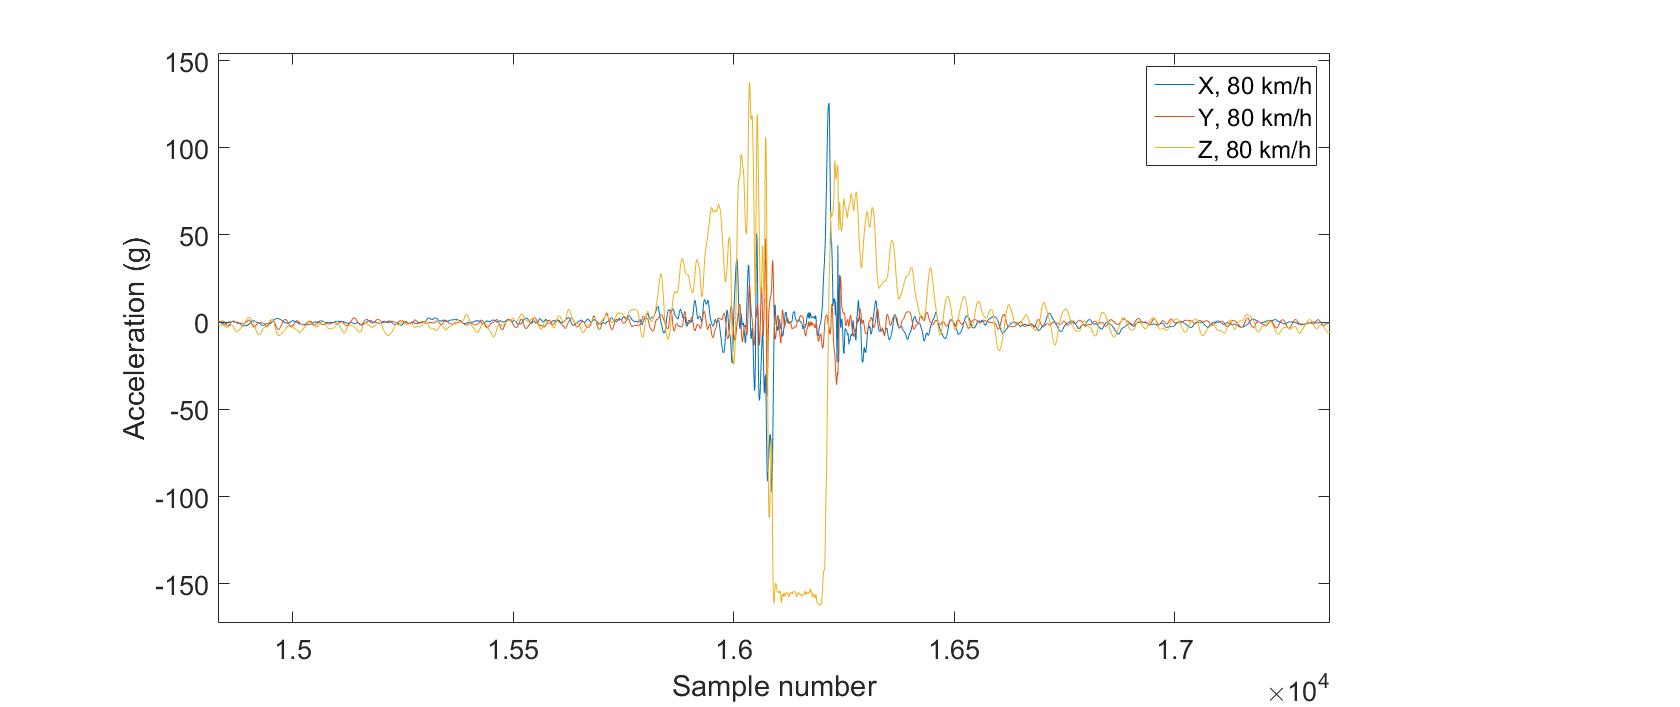 150
100
50
0
-50
-100
-150
Acceleration (g)
X, 80 km/h
Y, 80 km/h
Z, 80 km/h
1.5 1.55 1.6 1.65 1.7
Sample number
×10^4